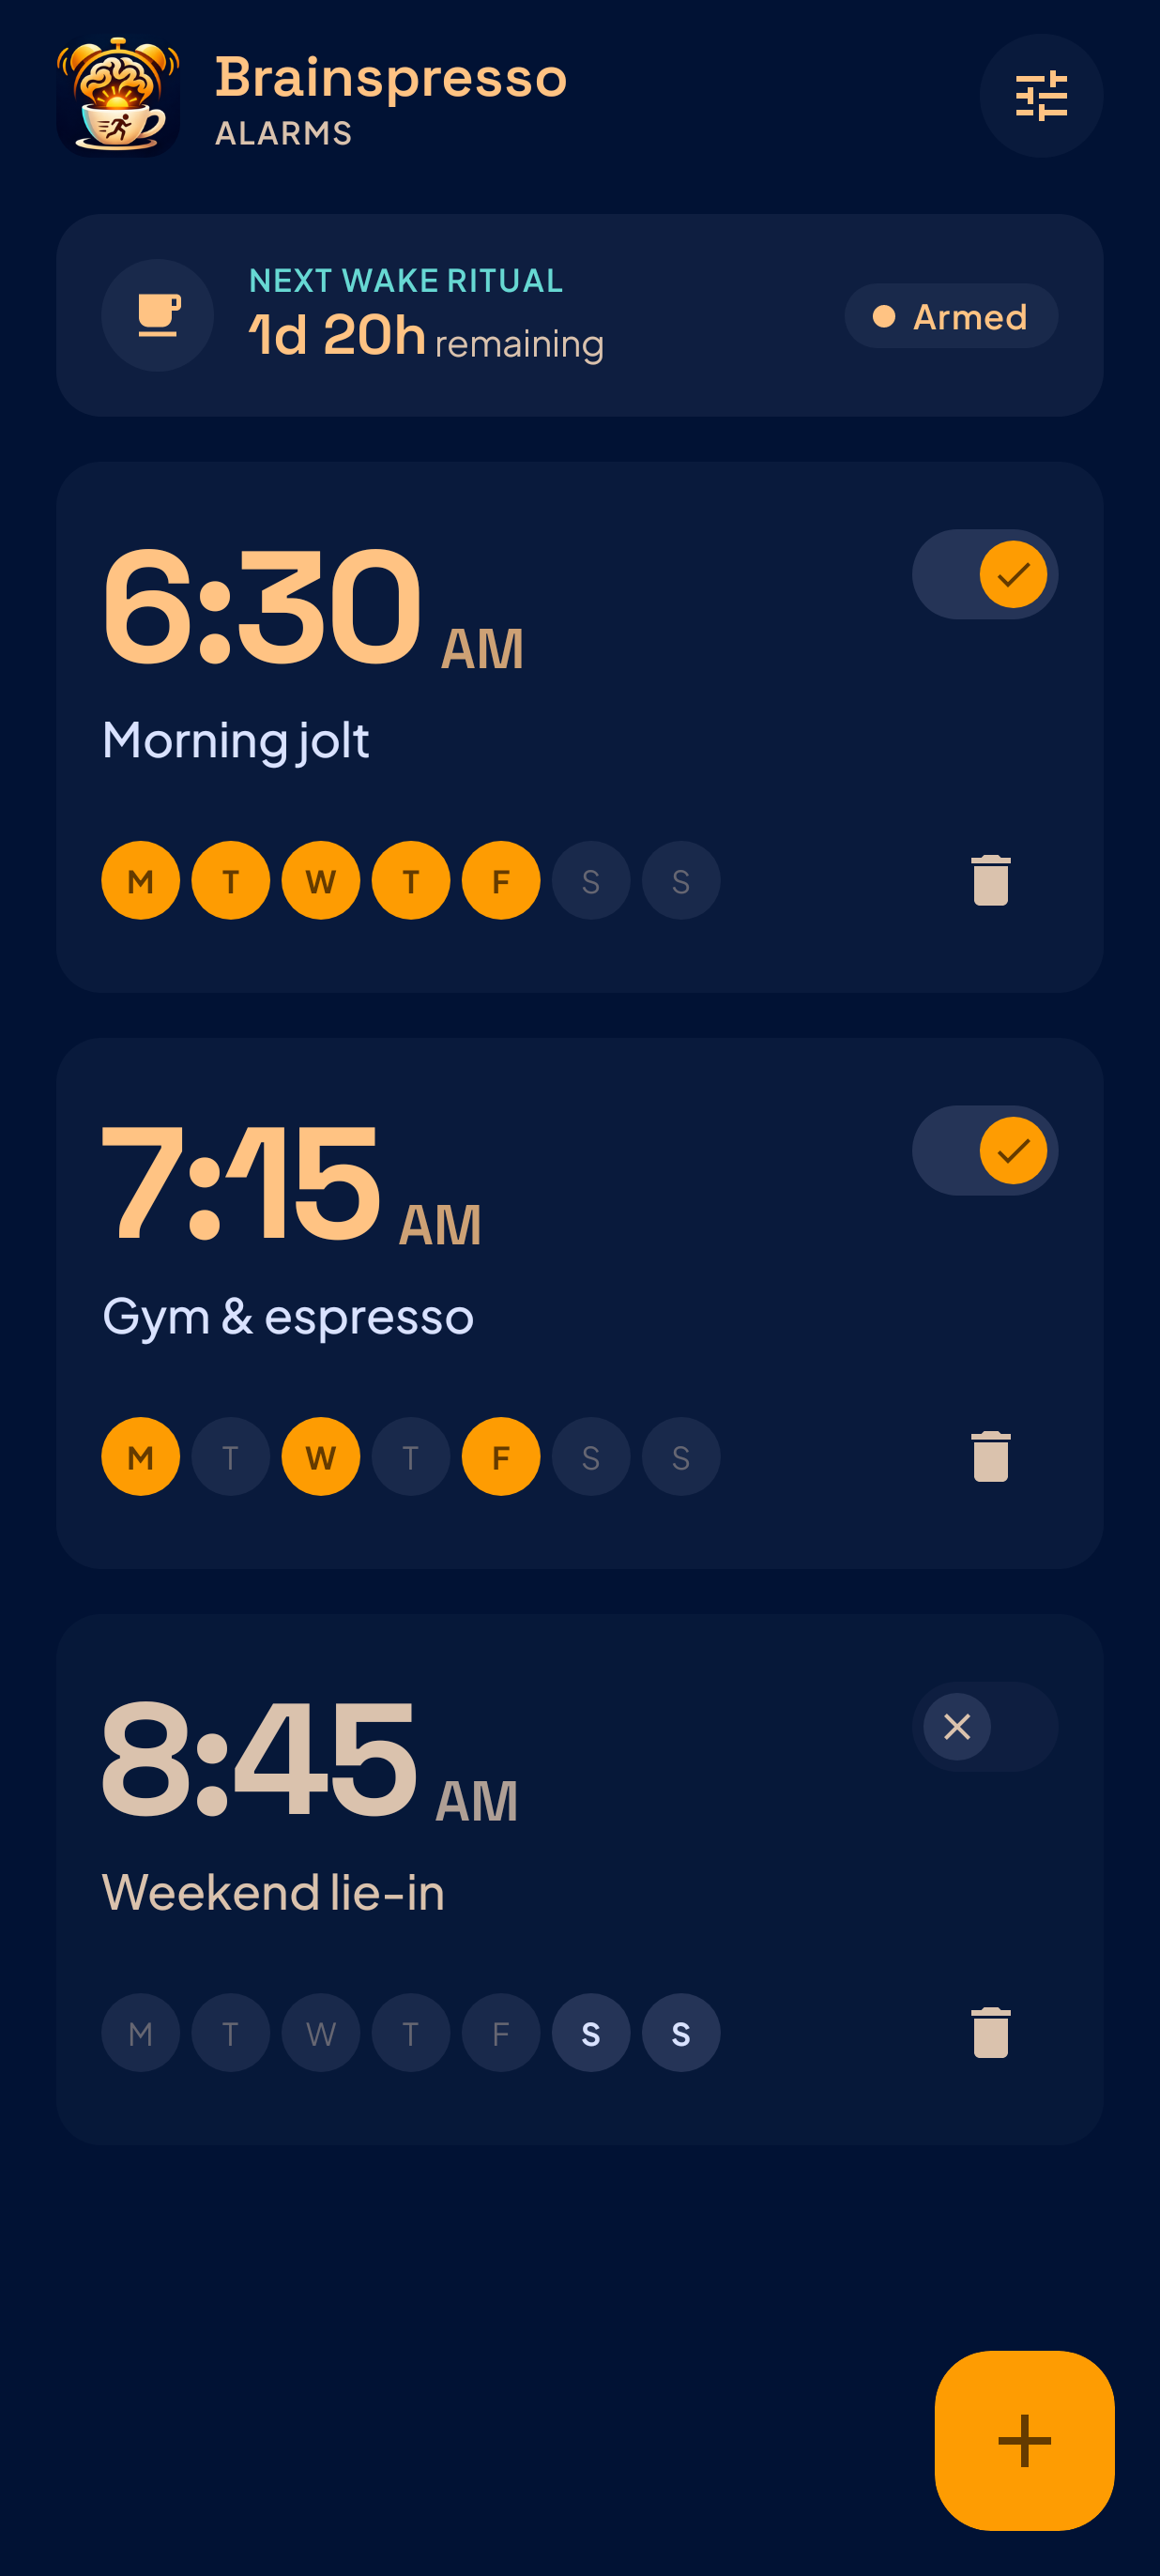 Brainspresso
ALARMS
NEXT WAKE RITUAL
1d 20h remaining
Armed
6:30 AM
Morning jolt
M T W T F S S
7:15 AM
Gym & espresso
M T W T F S S
8:45 AM
Weekend lie-in
M T W T F S S